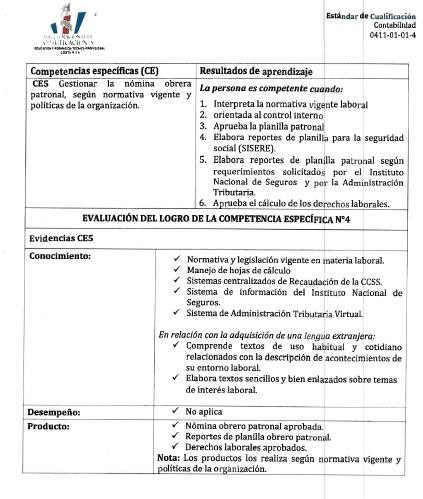 Estándar de Cualificación
Contabilidad
0411-01-01-4
CUALIFICACIONES
EDUCACIÓN Y FORMACIÓN TÉCNICA PROFESIONAL
COSTA RICA
Competencias específicas (CE)
Resultados de aprendizaje
CE5 Gestionar la nómina obrera
patronal, según normativa vigente y
políticas de la organización.
La persona es competente cuando:
1. Interpreta la normativa vigente laboral
2. orientada al control interno
3. Aprueba la planilla patronal
4. Elabora reportes de planilla para la seguridad
social (SISERE).
5. Elabora reportes de planilla patronal según
requerimientos solicitados por el Instituto
Nacional de Seguros y por la Administración
Tributaria.
6. Aprueba el cálculo de los derechos laborales.
EVALUACIÓN DEL LOGRO DE LA COMPETENCIA ESPECÍFICA N°4
Evidencias CE5
Conocimiento:
✓ Normativa y legislación vigente en materia laboral.
✓ Manejo de hojas de cálculo
✓ Sistemas centralizados de Recaudación de la CCSS.
✓ Sistema de información del Instituto Nacional de
Seguros.
✓ Sistema de Administración Tributaria Virtual.
En relación con la adquisición de una lengua extranjera:
✓ Comprende textos de uso habitual y cotidiano
relacionados con la descripción de acontecimientos de
su entorno laboral.
✓ Elabora textos sencillos y bien enlazados sobre temas
de interés laboral.
Desempeño:
✓ No aplica
Producto:
✓ Nómina obrero patronal aprobada.
✓ Reportes de planilla obrero patronal.
✓ Derechos laborales aprobados.
Nota: Los productos los realiza según normativa vigente y
políticas de la organización.